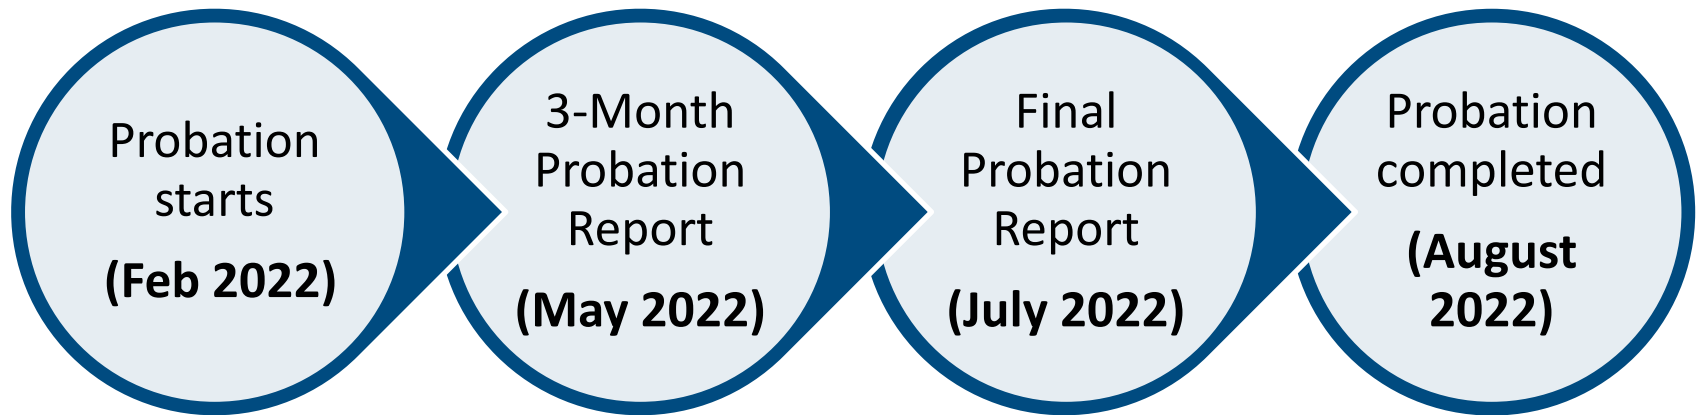 Probation
starts
(Feb 2022)
3-Month
Probation
Report
(May 2022)
Final
Probation
Report
(July 2022)
Probation
completed
(August
2022)